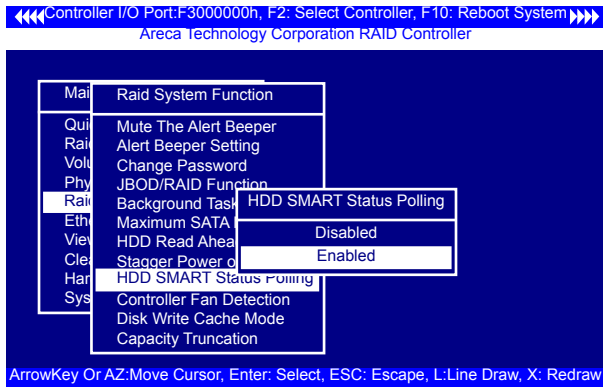 Controller I/O Port:F3000000h, F2: Select Controller, F10: Reboot System
Areca Technology Corporation RAID Controller
Mai
Qui
Rai
Volu
Phy
Rai
Eth
View
Cle
Har
Sys
Raid System Function
Mute The Alert Beeper
Alert Beeper Setting
Change Password
JBOD/RAID Function
Background Task
Maximum SATA
HDD Read Ahea
Stagger Power o
HDD SMART Status Polling
Controller Fan Detection
Disk Write Cache Mode
Capacity Truncation
HDD SMART Status Polling
Disabled
Enabled
ArrowKey Or AZ:Move Cursor, Enter: Select, ESC: Escape, L:Line Draw, X: Redraw